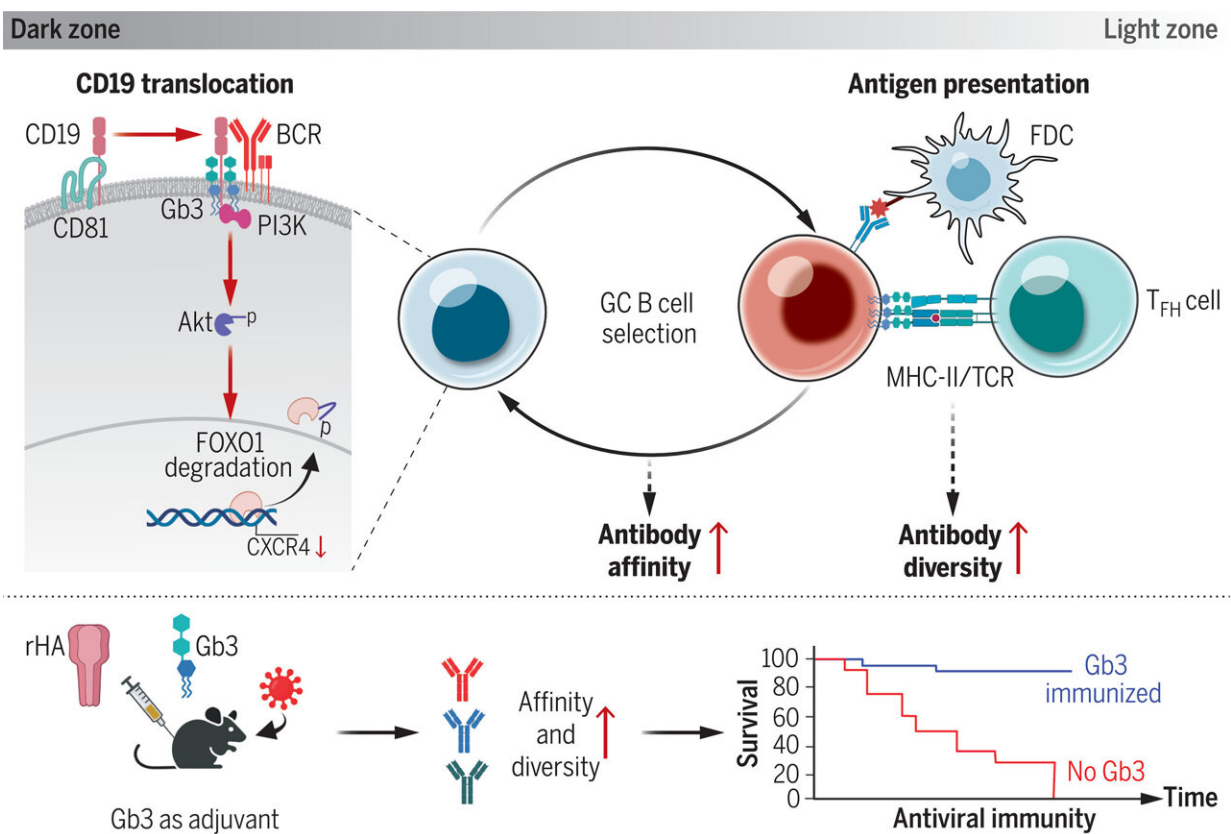 Dark zone
Light zone
CD19 translocation
CD19
BCR
CD81
Gb3
PI3K
Akt
p
FOXO1
degradation
p
CXCR4 ↓
GC B cell
selection
Antigen presentation
FDC
TFH cell
MHC-II/TCR
Antibody
affinity
Antibody
diversity
rHA
Gb3
Gb3 as adjuvant
Affinity
and
diversity
Survival
100
80
60
40
20
0
Gb3
immunized
No Gb3
Time
Antiviral immunity